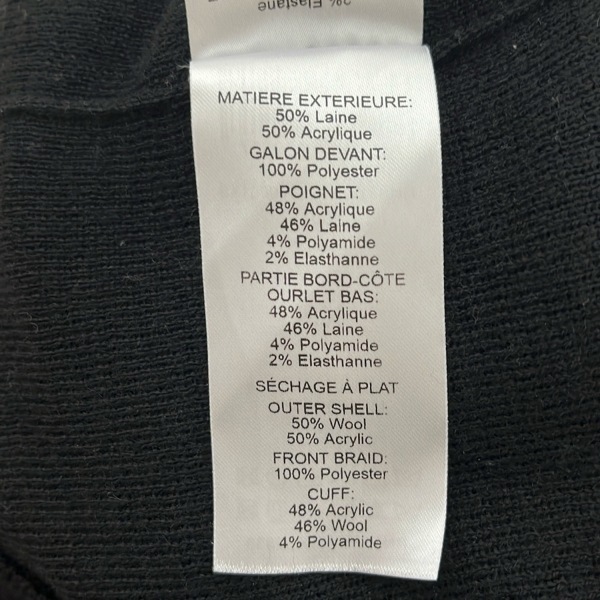 2% Elastane
MATIERE EXTERIEURE:
50% Laine
50% Acrylique
GALON DEVANT:
100% Polyester
POIGNET:
48% Acrylique
46% Laine
4% Polyamide
2% Elasthanne
PARTIE BORD-CÔTE
OURLET BAS:
48% Acrylique
46% Laine
4% Polyamide
2% Elasthanne
SÉCHAGE À PLAT
OUTER SHELL:
50% Wool
50% Acrylic
FRONT BRAID:
100% Polyester
CUFF:
48% Acrylic
46% Wool
4% Polyamide